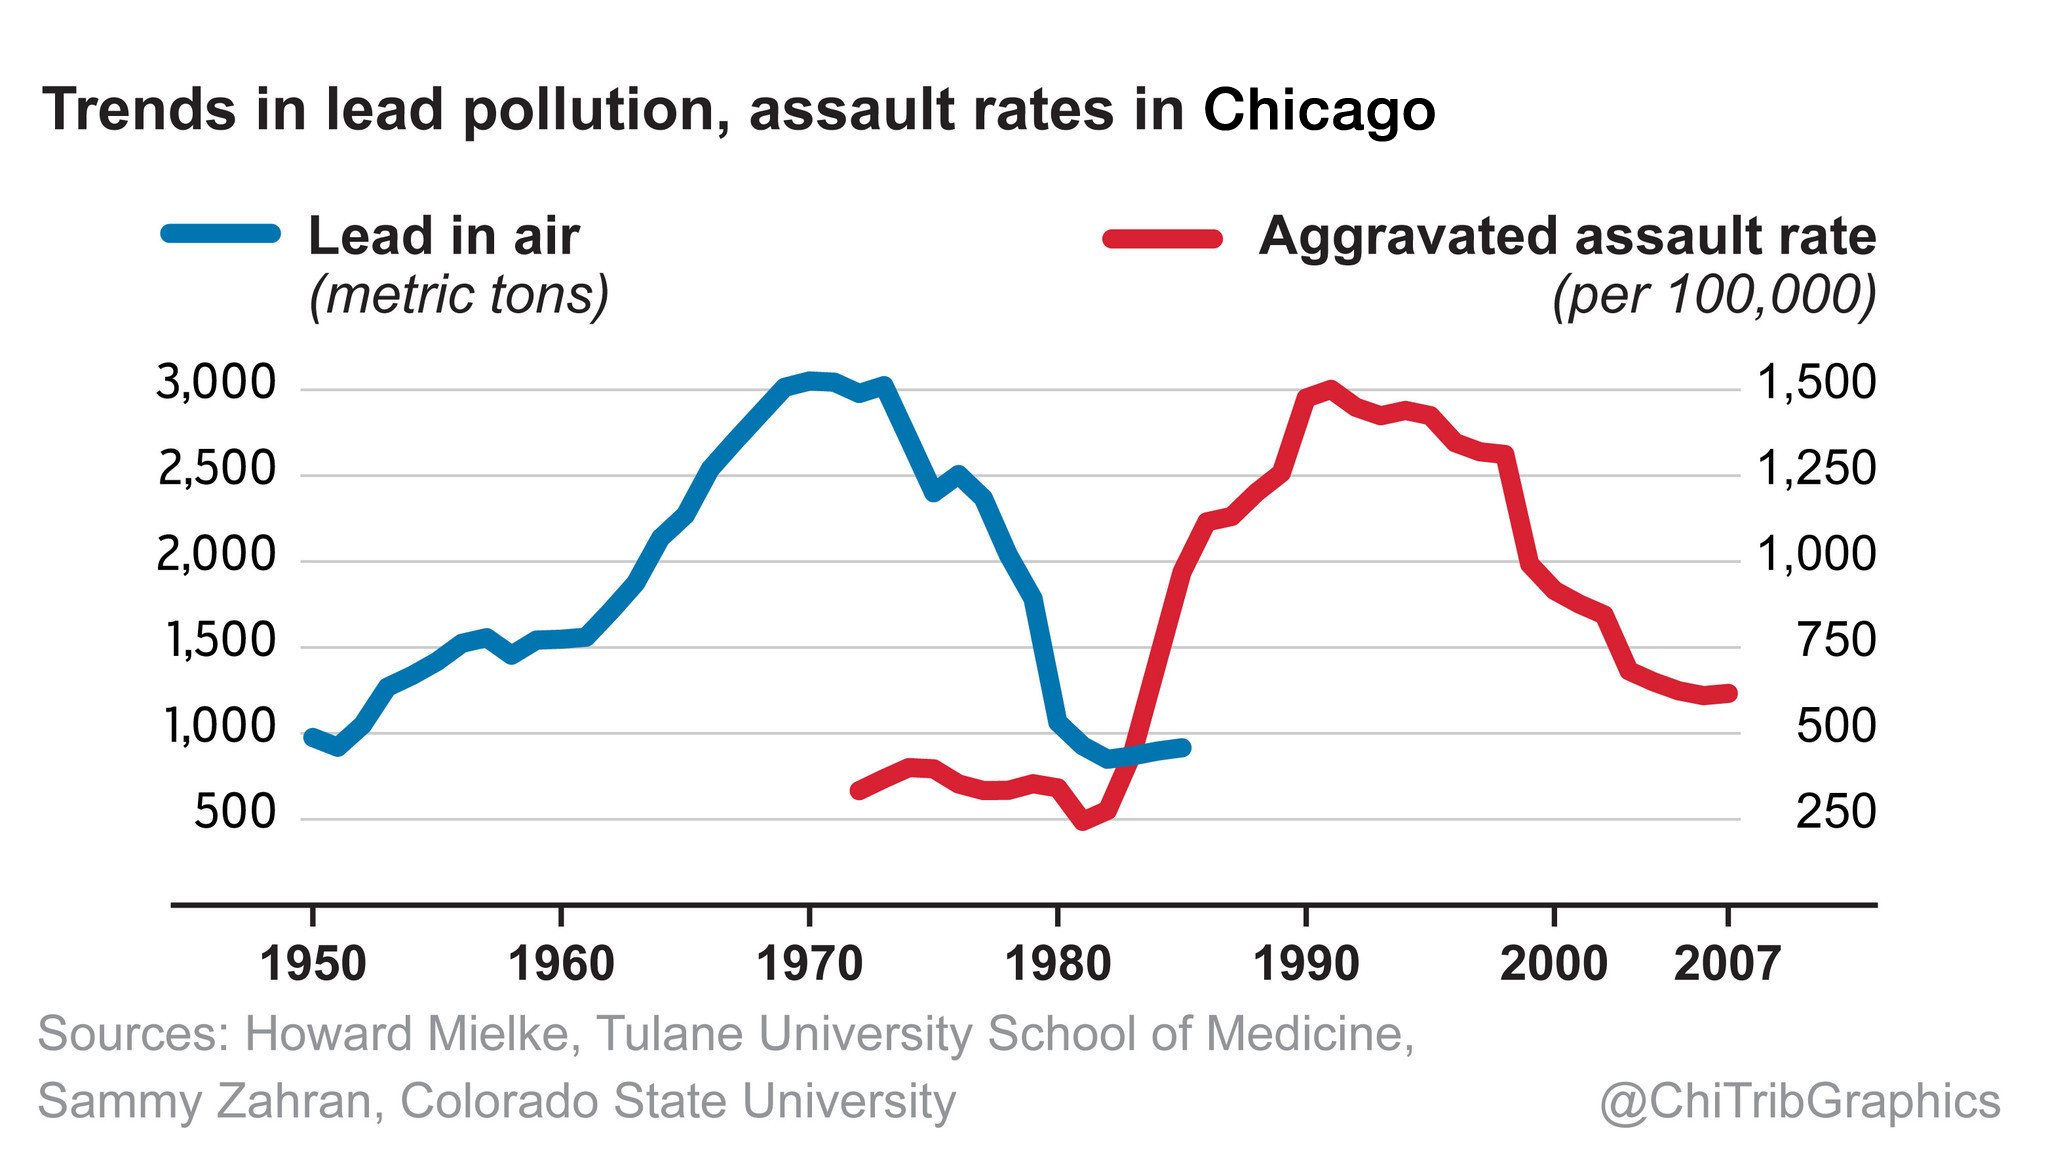 Trends in lead pollution, assault rates in Chicago
Lead in air
(metric tons)
Aggravated assault rate
(per 100,000)
3,000
2,500
2,000
1,500
1,000
500
1,500
1,250
1,000
750
500
250
1950 1960 1970 1980 1990 2000 2007
Sources: Howard Mielke, Tulane University School of Medicine,
Sammy Zahran, Colorado State University
@ChiTribGraphics